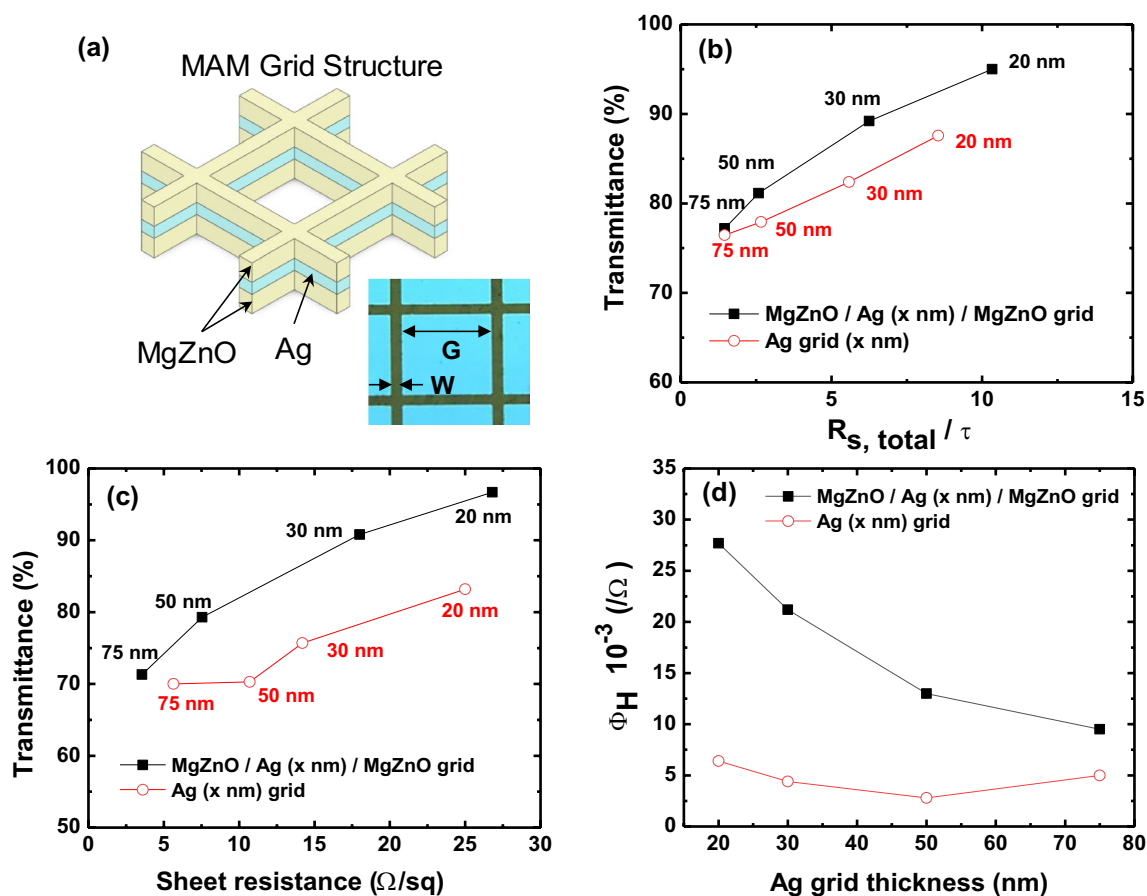 (a)
MAM Grid Structure
MgZnO
Ag
G
W
(b)
Transmittance (%)
100
90
80
70
60
20 nm
30 nm
50 nm
75 nm
20 nm
30 nm
50 nm
75 nm
MgZnO / Ag (x nm) / MgZnO grid
Ag grid (x nm)
0 5 10 15
Rs, total / τ
(c)
Transmittance (%)
100
90
80
70
60
50
20 nm
30 nm
50 nm
75 nm
20 nm
30 nm
50 nm
75 nm
MgZnO / Ag (x nm) / MgZnO grid
Ag (x nm) grid
0 5 10 15 20 25 30
Sheet resistance (Ω/sq)
(d)
ΦH 10⁻³ (/Ω)
35
30
25
20
15
10
5
0
MgZnO / Ag (x nm) / MgZnO grid
Ag (x nm) grid
20 30 40 50 60 70 80
Ag grid thickness (nm)